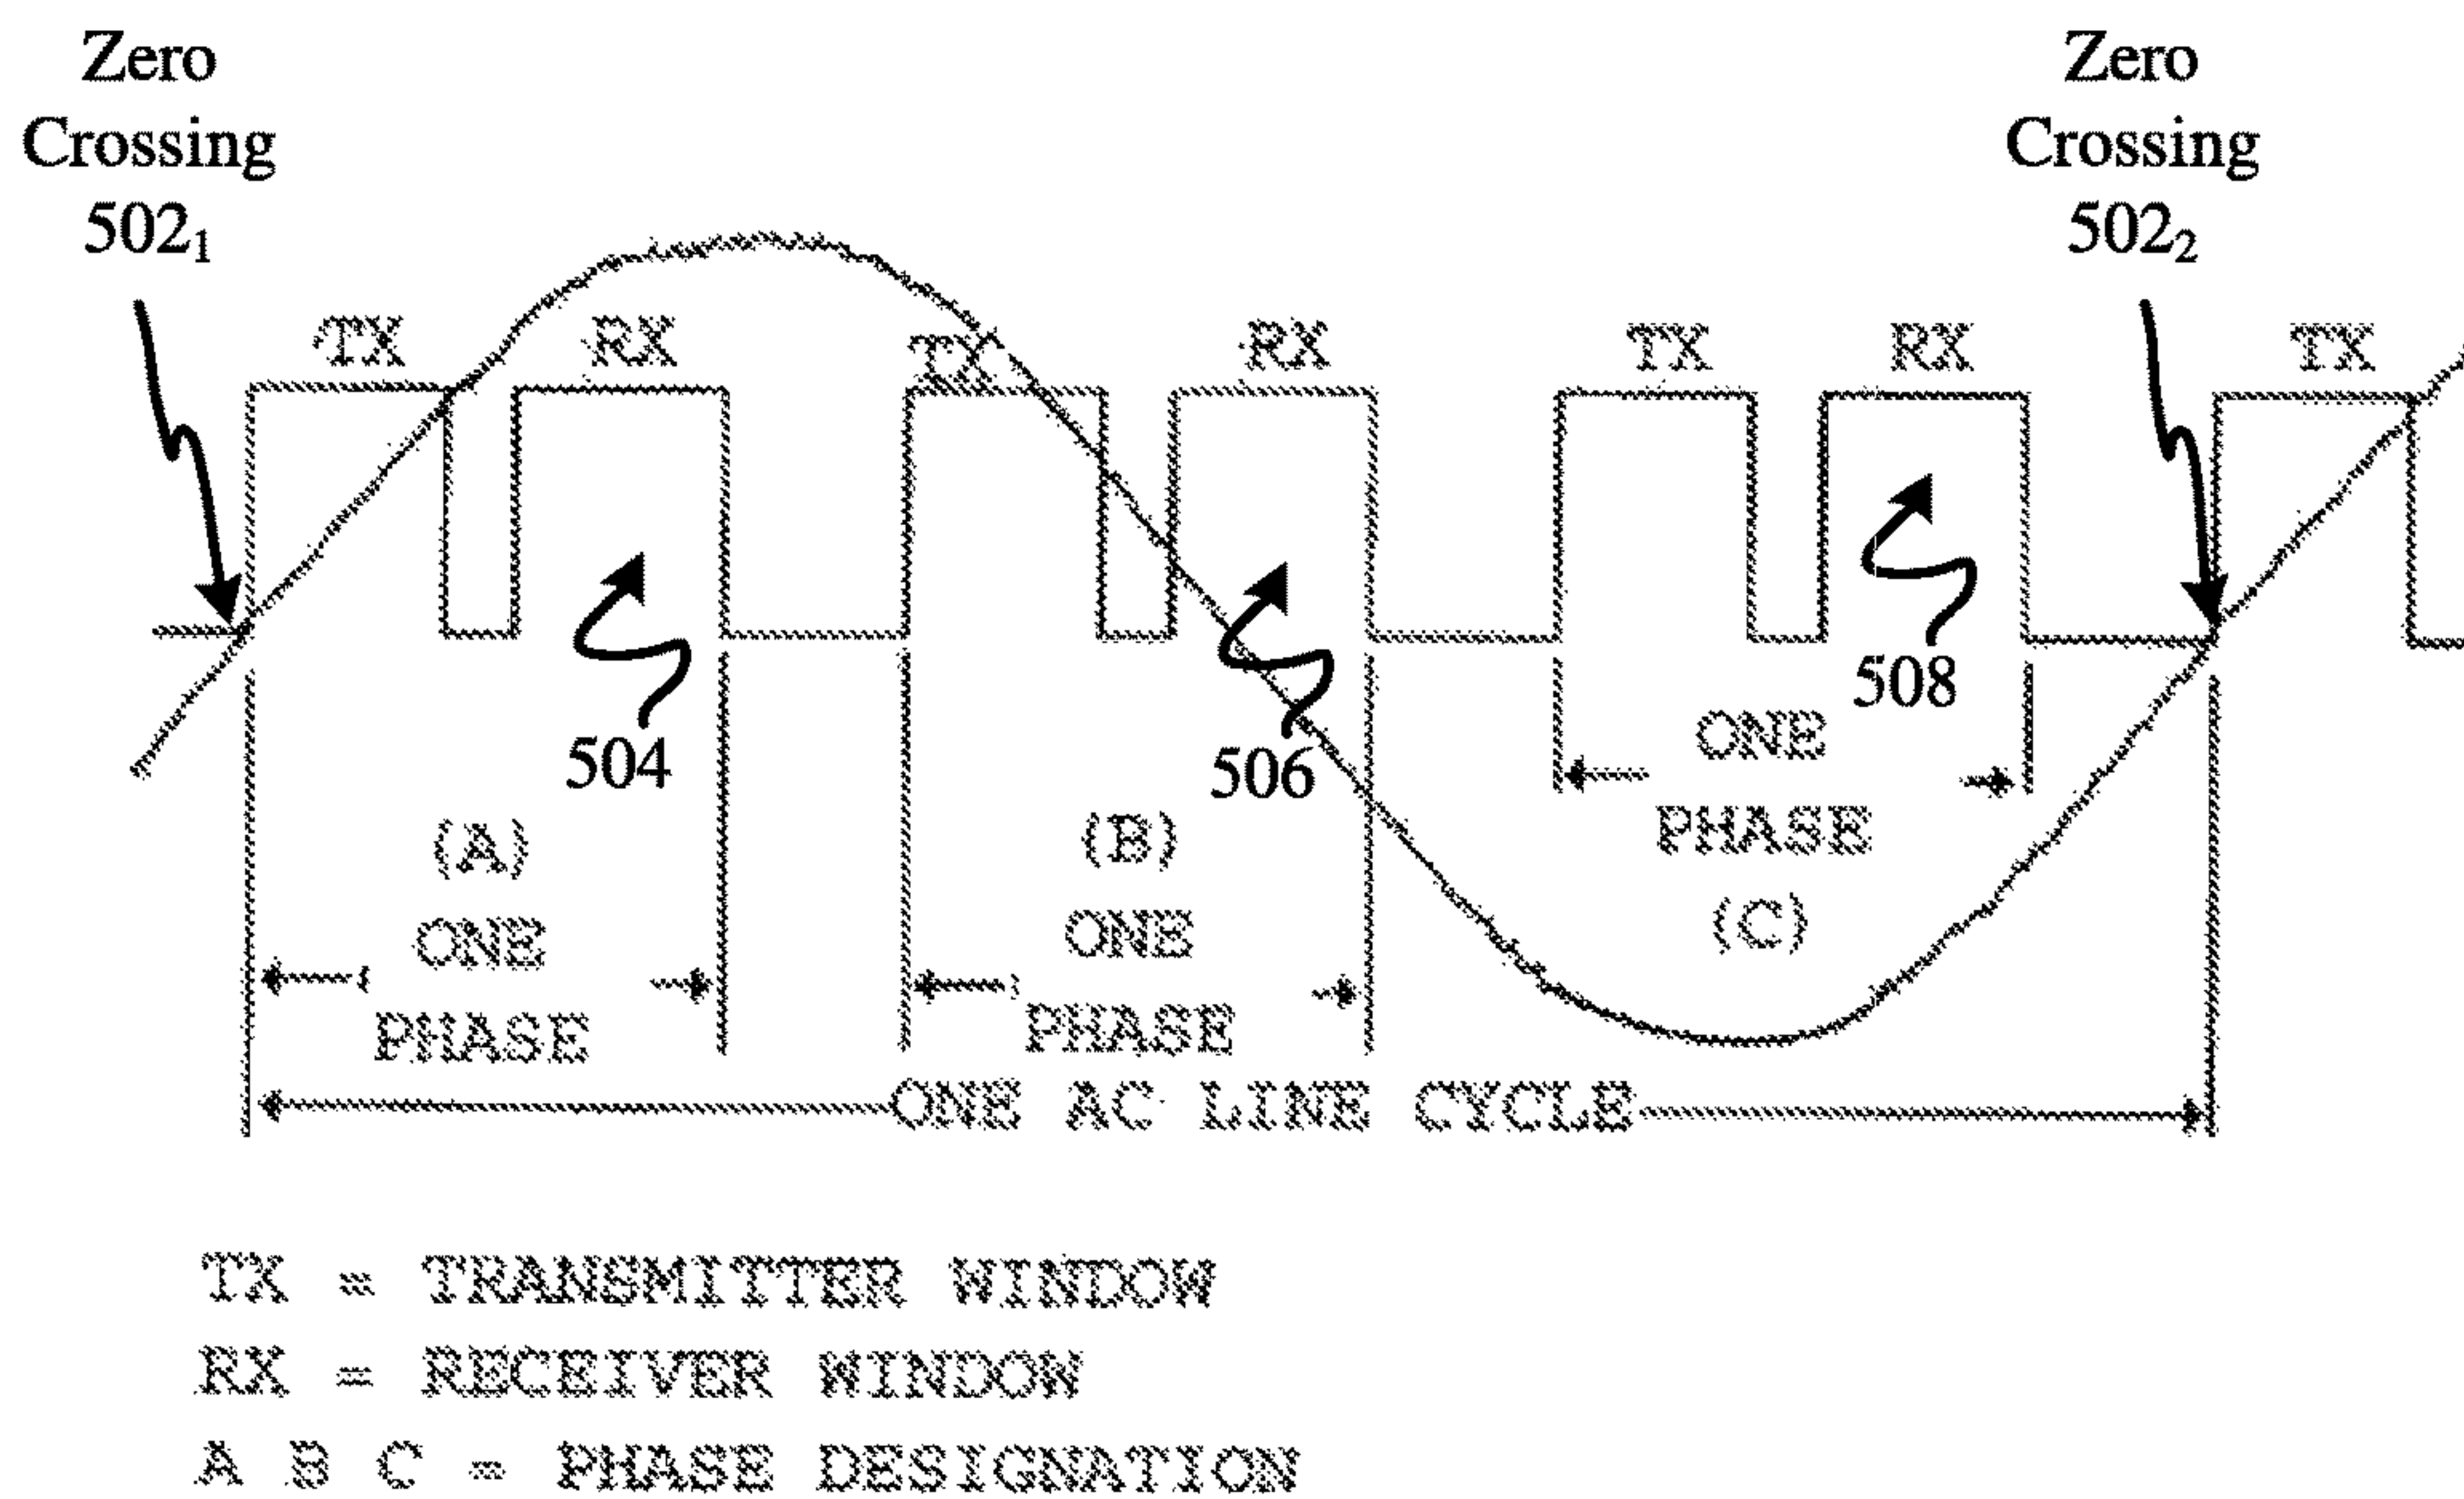 Zero
Crossing
502₁
Zero
Crossing
502₂
TX
RX
TX
RX
TX
RX
TX
504
506
508
(A)
ONE
PHASE
(B)
ONE
PHASE
ONE
PHASE
(C)
ONE AC LINE CYCLE
TX = TRANSMITTER WINDOW
RX = RECEIVER WINDOW
A B C = PHASE DESIGNATION